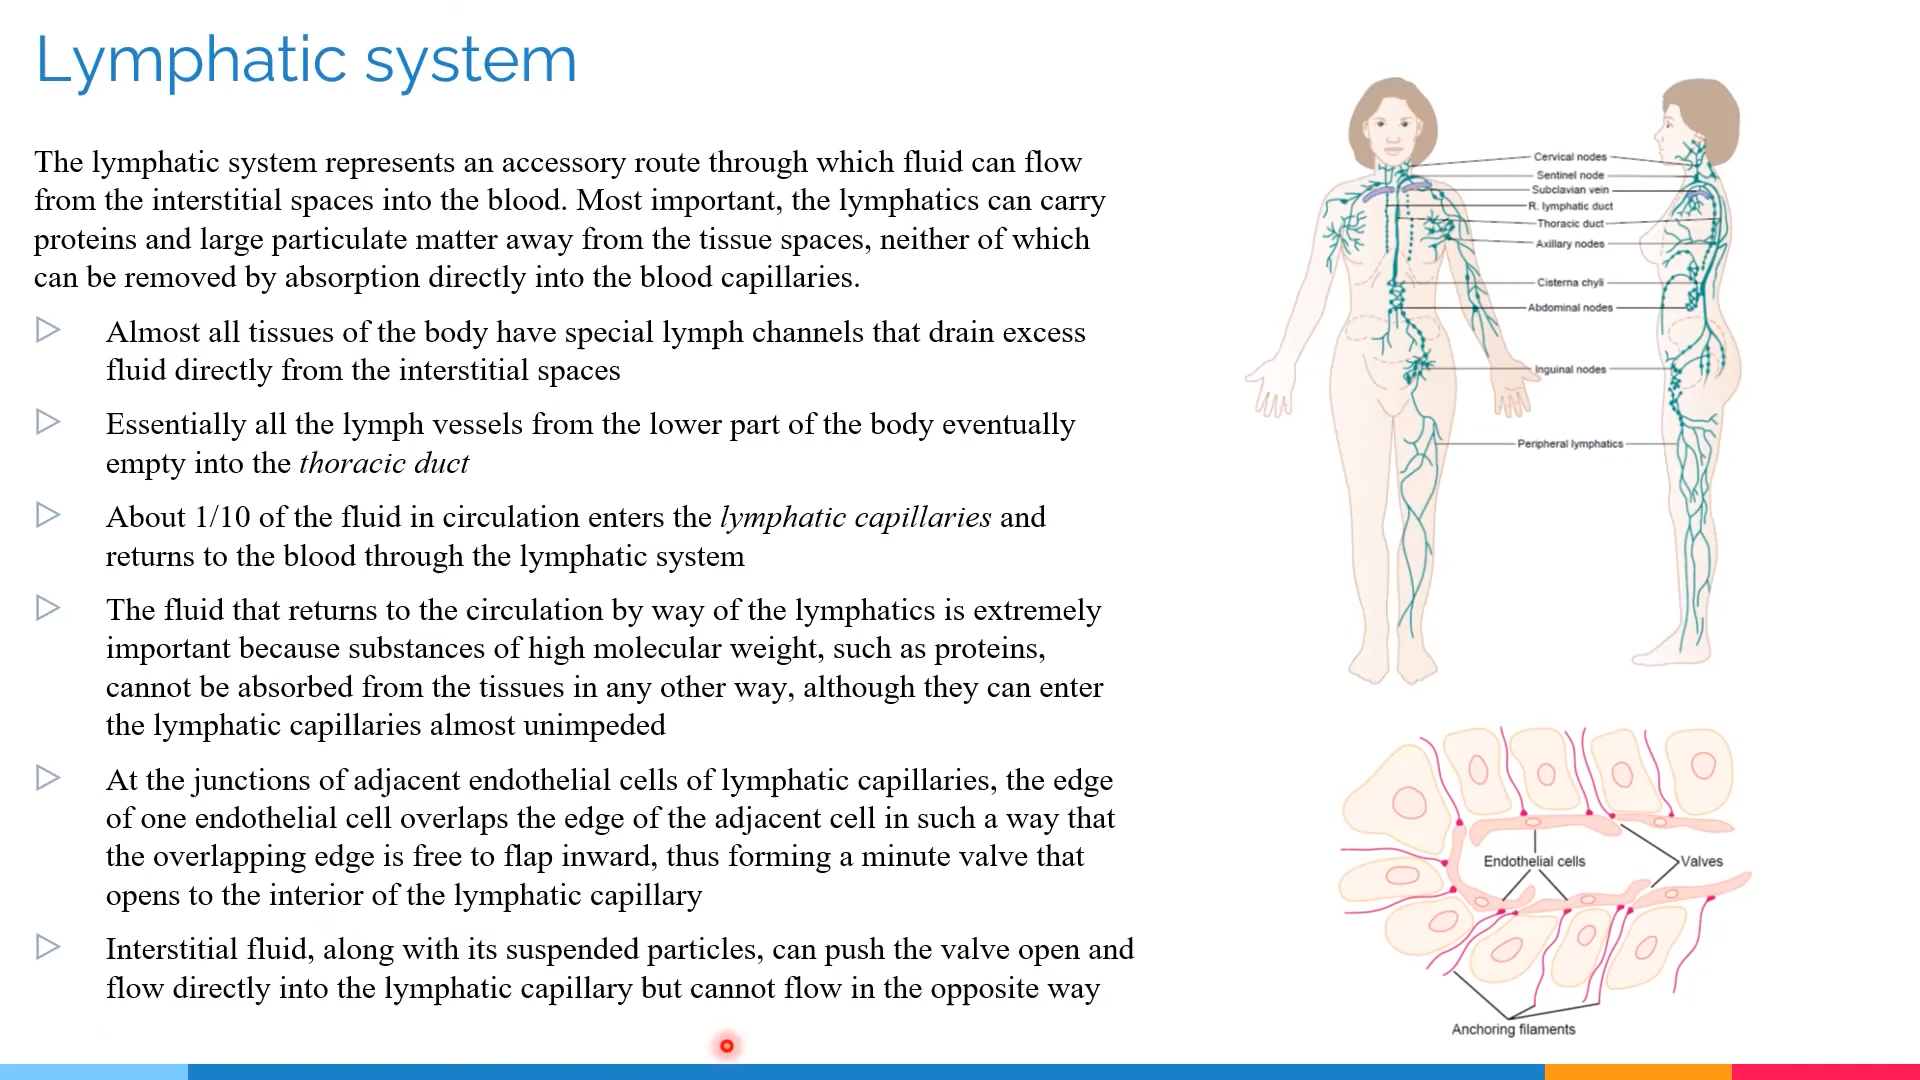 Lymphatic system
The lymphatic system represents an accessory route through which fluid can flow
from the interstitial spaces into the blood. Most important, the lymphatics can carry
proteins and large particulate matter away from the tissue spaces, neither of which
can be removed by absorption directly into the blood capillaries.
Almost all tissues of the body have special lymph channels that drain excess
fluid directly from the interstitial spaces
Essentially all the lymph vessels from the lower part of the body eventually
empty into the thoracic duct
About 1/10 of the fluid in circulation enters the lymphatic capillaries and
returns to the blood through the lymphatic system
The fluid that returns to the circulation by way of the lymphatics is extremely
important because substances of high molecular weight, such as proteins,
cannot be absorbed from the tissues in any other way, although they can enter
the lymphatic capillaries almost unimpeded
At the junctions of adjacent endothelial cells of lymphatic capillaries, the edge
of one endothelial cell overlaps the edge of the adjacent cell in such a way that
the overlapping edge is free to flap inward, thus forming a minute valve that
opens to the interior of the lymphatic capillary
Interstitial fluid, along with its suspended particles, can push the valve open and
flow directly into the lymphatic capillary but cannot flow in the opposite way
Cervical nodes
Sentinel node
Subclavian vein
R. lymphatic duct
Thoracic duct
Axillary nodes
Cisterna chyli
Abdominal nodes
Inguinal nodes
Peripheral lymphatics
Endothelial cells
Valves
Anchoring filaments